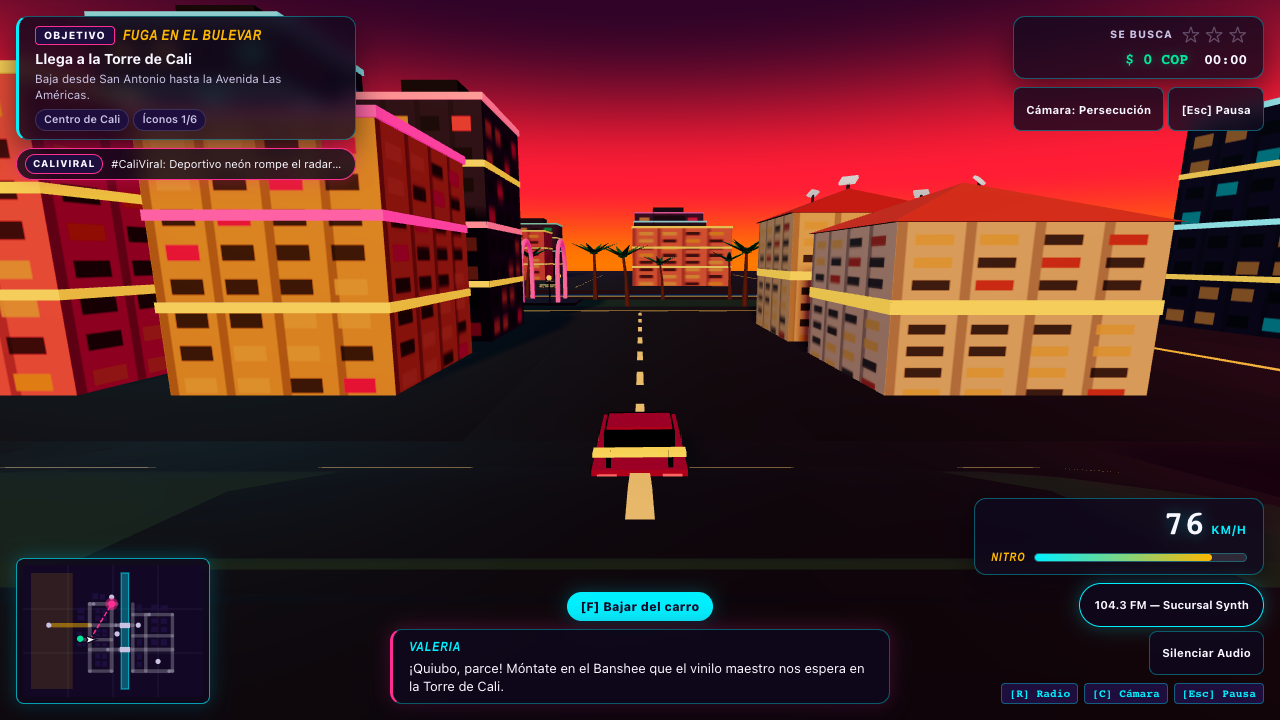 OBJETIVO FUGA EN EL BULEVAR
Llega a la Torre de Cali
Baja desde San Antonio hasta la Avenida Las
Américas.
Centro de Cali Íconos 1/6
CALIVIRAL #CaliViral: Deportivo neón rompe el radar...
SE BUSCA
$ 0 COP 00:00
Cámara: Persecución [Esc] Pausa
76 KM/H
NITRO
104.3 FM — Sucursal Synth
Silenciar Audio
[R] Radio [C] Cámara [Esc] Pausa
[F] Bajar del carro
VALERIA
¡Quiubo, parce! Móntate en el Banshee que el vinilo maestro nos espera en
la Torre de Cali.